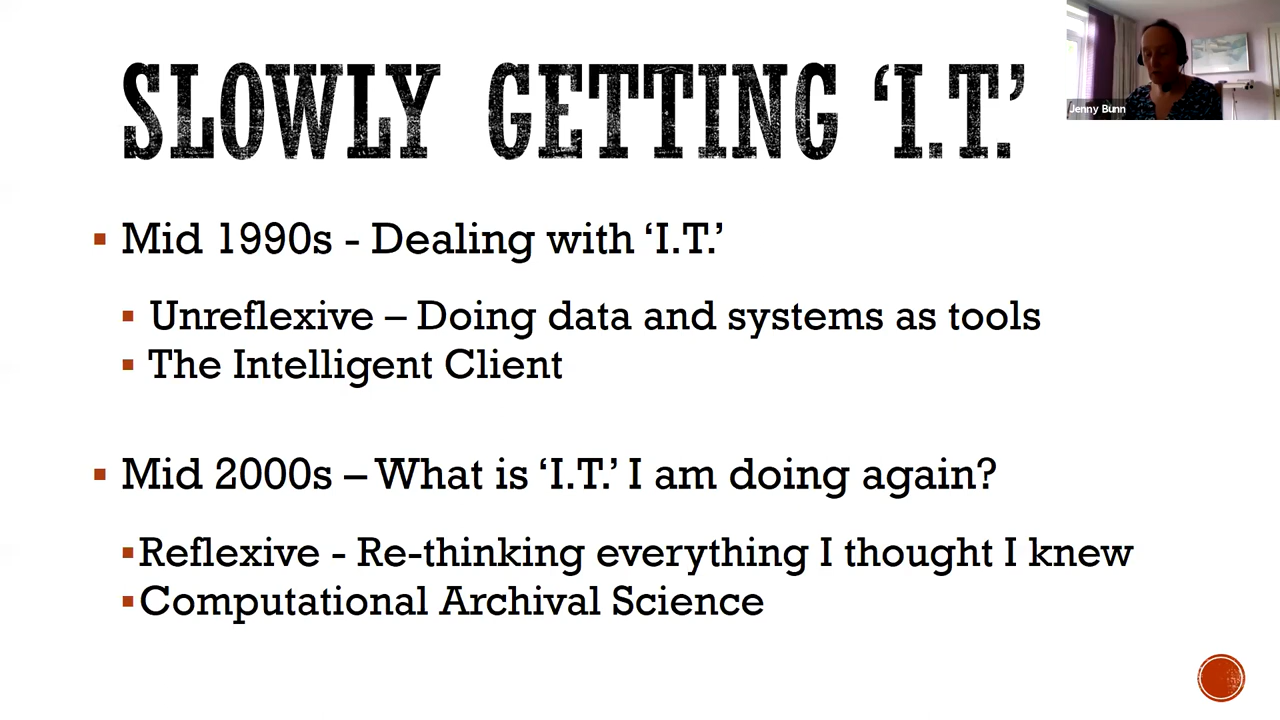 SLOWLY GETTING ‘I.T.’
Jenny Bunn
▪ Mid 1990s - Dealing with ‘I.T.’
▪ Unreflexive – Doing data and systems as tools
▪ The Intelligent Client
▪ Mid 2000s – What is ‘I.T.’ I am doing again?
▪ Reflexive - Re-thinking everything I thought I knew
▪ Computational Archival Science